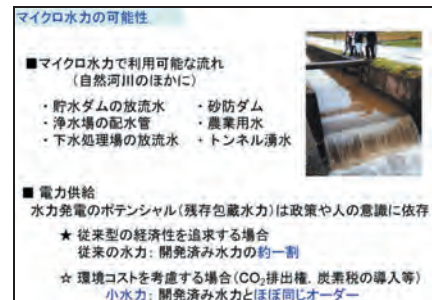 マイクロ水力の可能性
■マイクロ水力で利用可能な流れ
（自然河川のほかに）
・貯水ダムの放流水 ・砂防ダム
・浄水場の配水管 ・農業用水
・下水処理場の放流水 ・トンネル湧水
■ 電力供給
水力発電のポテンシャル（残存包蔵水力）は政策や人の意識に依存
★ 従来型の経済性を追求する場合
従来の水力： 開発済み水力の約一割
☆ 環境コストを考慮する場合（CO₂排出権、炭素税の導入等）
小水力： 開発済み水力とほぼ同じオーダー